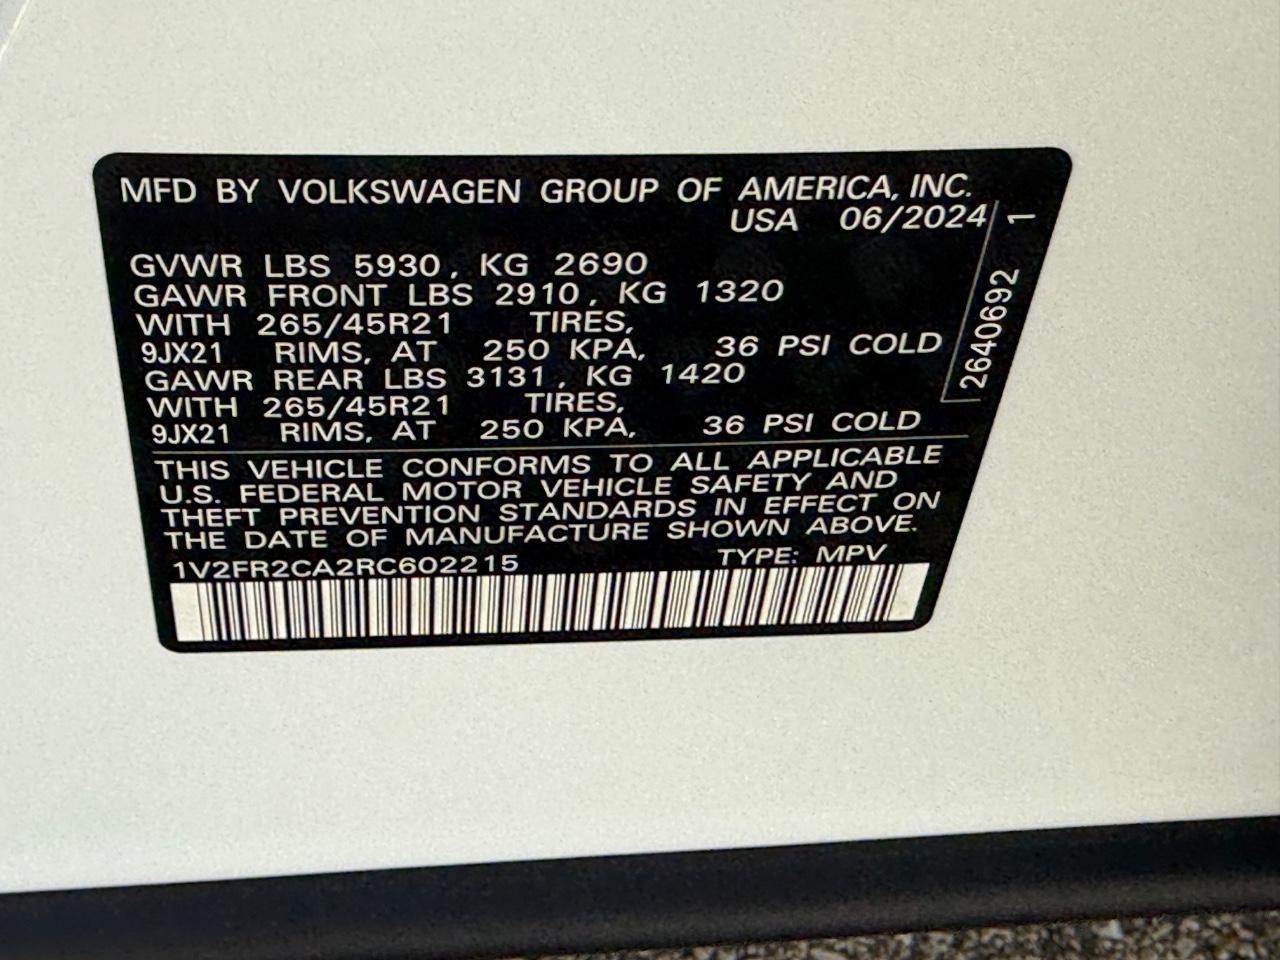 MFD BY VOLKSWAGEN GROUP OF AMERICA, INC.
USA 06/2024
GVWR LBS 5930, KG 2690
GAWR FRONT LBS 2910, KG 1320
WITH 265/45R21 TIRES,
9JX21 RIMS, AT 250 KPA, 36 PSI COLD
GAWR REAR LBS 3131, KG 1420
WITH 265/45R21 TIRES,
9JX21 RIMS, AT 250 KPA, 36 PSI COLD
THIS VEHICLE CONFORMS TO ALL APPLICABLE
U.S. FEDERAL MOTOR VEHICLE SAFETY AND
THEFT PREVENTION STANDARDS IN EFFECT ON
THE DATE OF MANUFACTURE SHOWN ABOVE.
1V2FR2CA2RC602215 TYPE: MPV
2640692 1